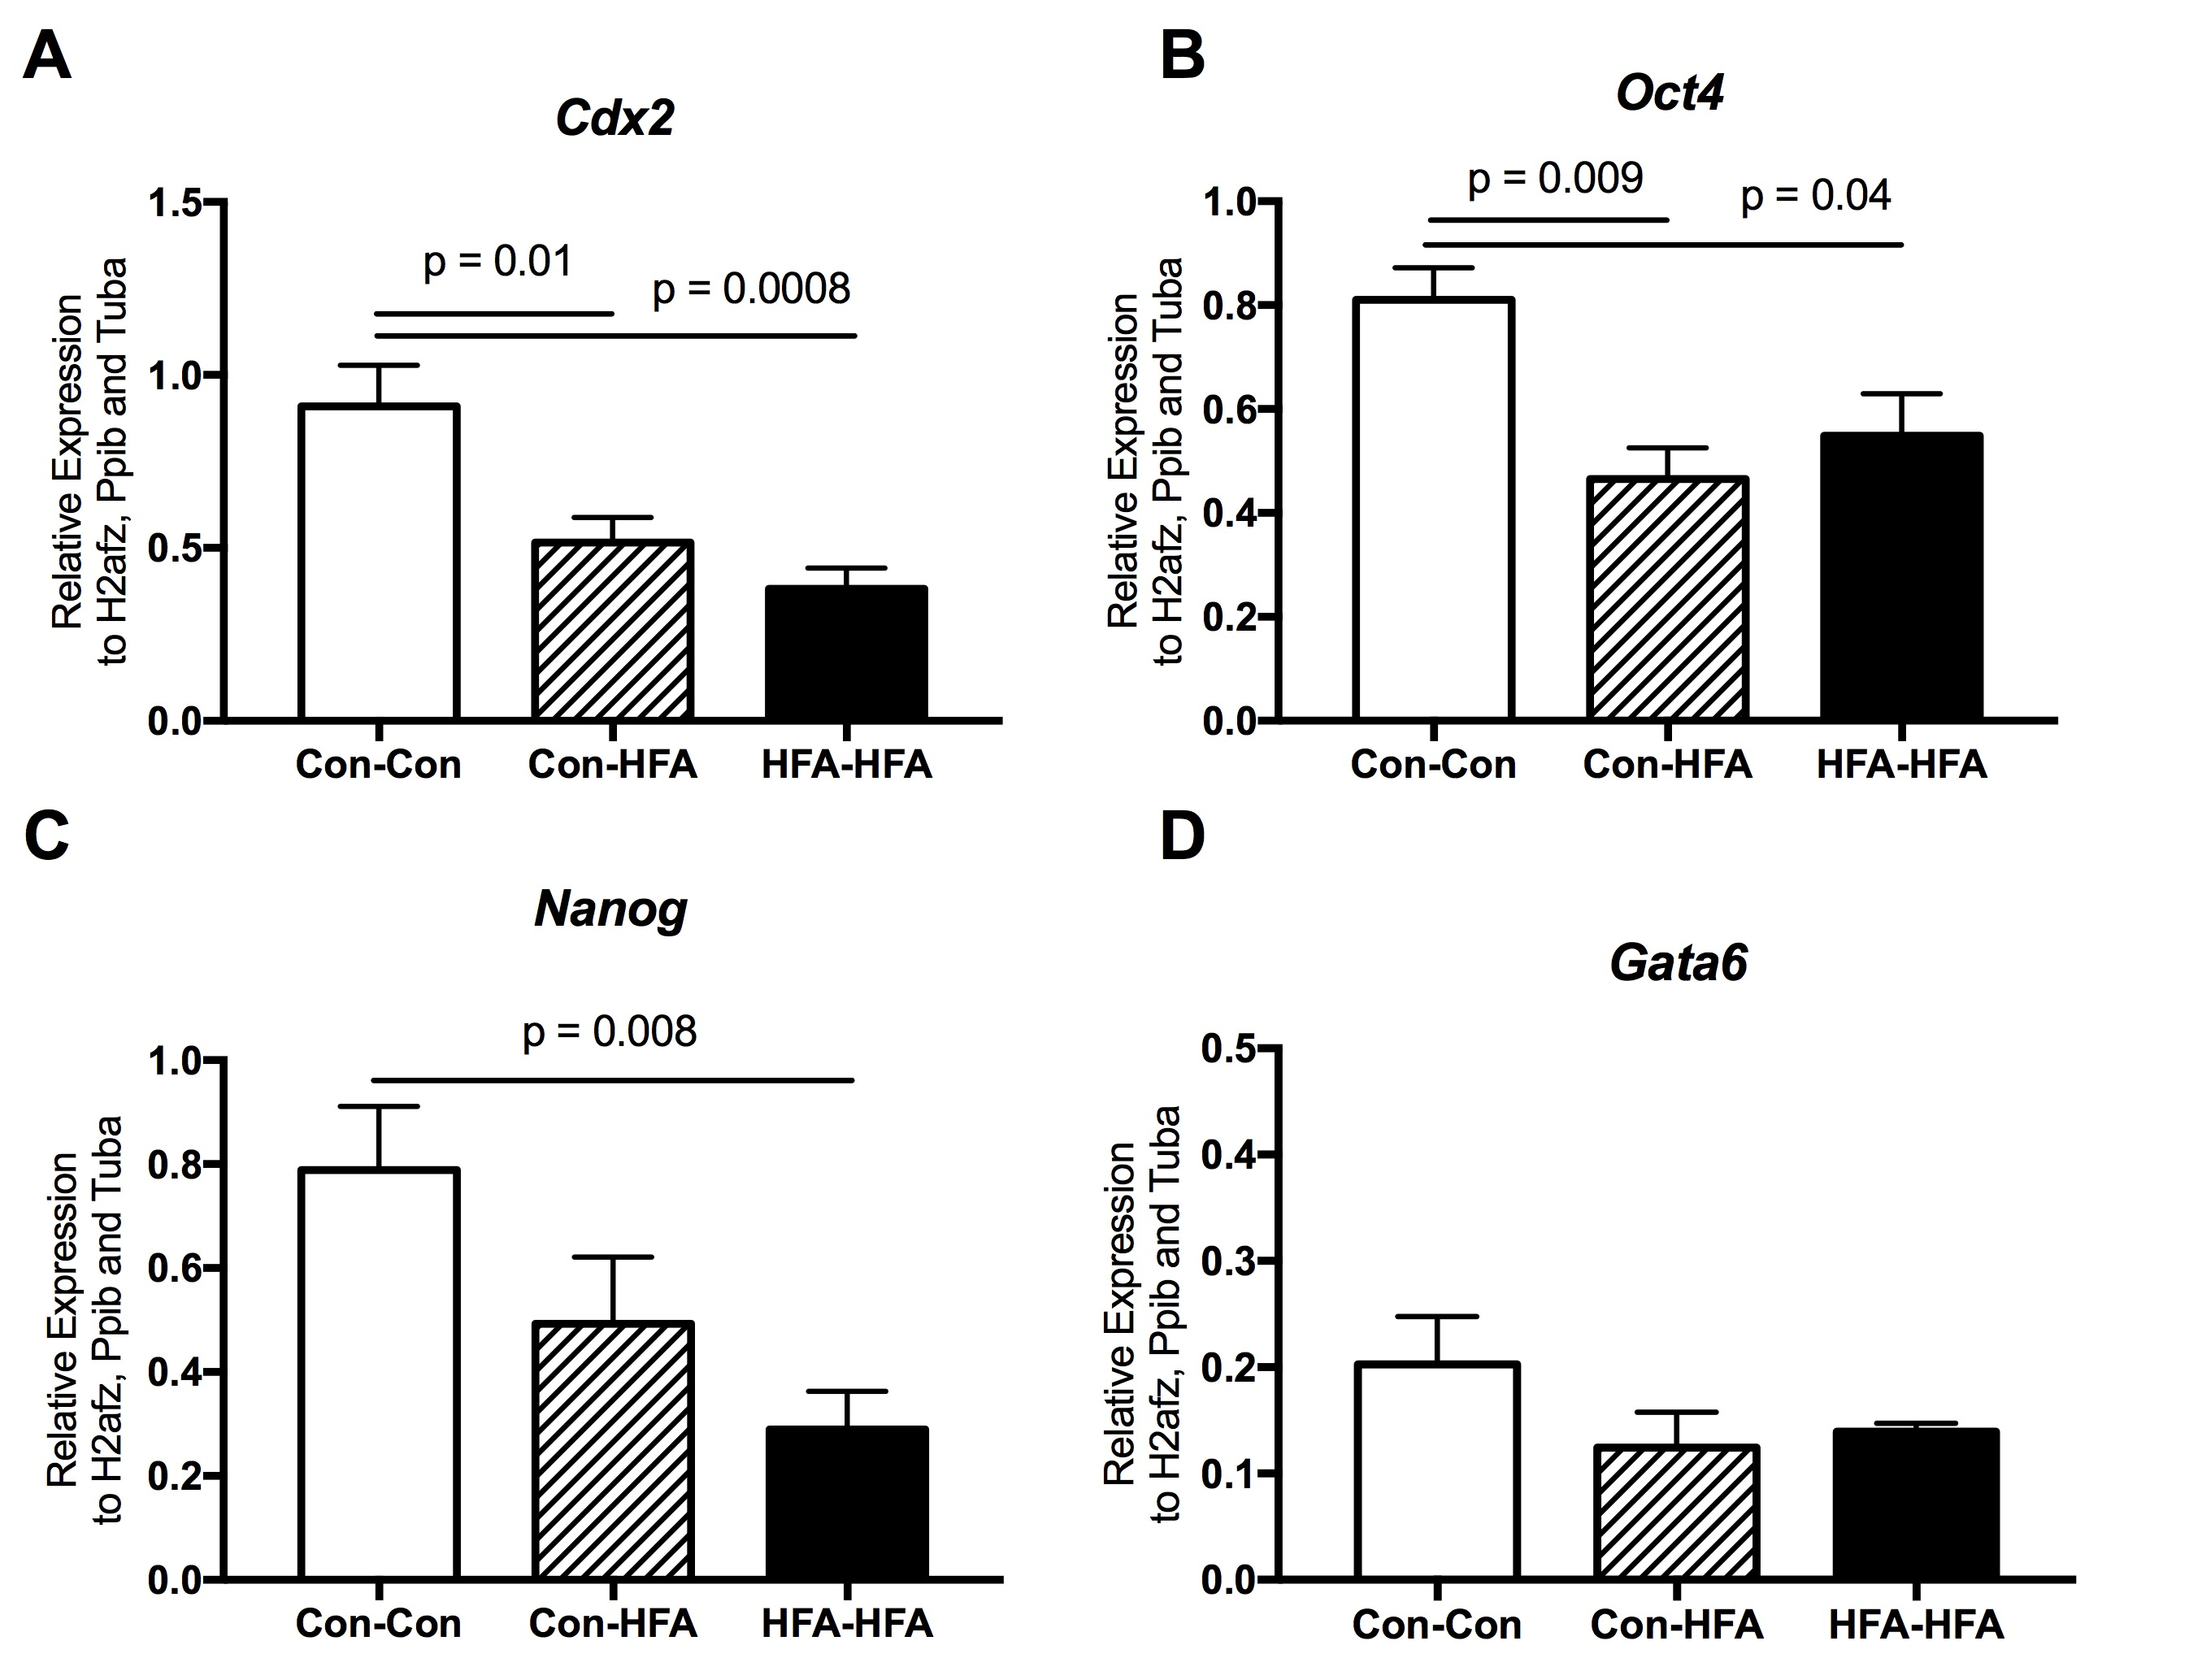 A
Cdx2
Relative Expression
to H2afz, Ppib and Tuba
1.5
1.0
0.5
0.0
p = 0.01
p = 0.0008
Con-Con
Con-HFA
HFA-HFA
B
Oct4
Relative Expression
to H2afz, Ppib and Tuba
1.0
0.8
0.6
0.4
0.2
0.0
p = 0.009
p = 0.04
Con-Con
Con-HFA
HFA-HFA
C
Nanog
Relative Expression
to H2afz, Ppib and Tuba
1.0
0.8
0.6
0.4
0.2
0.0
p = 0.008
Con-Con
Con-HFA
HFA-HFA
D
Gata6
Relative Expression
to H2afz, Ppib and Tuba
0.5
0.4
0.3
0.2
0.1
0.0
Con-Con
Con-HFA
HFA-HFA